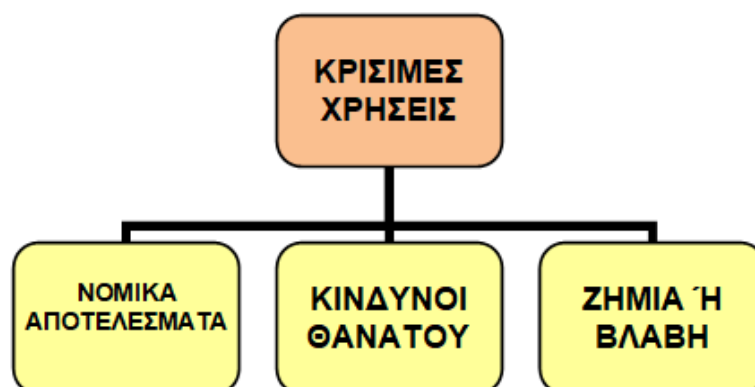 ΚΡΙΣΙΜΕΣ
ΧΡΗΣΕΙΣ
ΝΟΜΙΚΑ
ΑΠΟΤΕΛΕΣΜΑΤΑ
ΚΙΝΔΥΝΟΙ
ΘΑΝΑΤΟΥ
ΖΗΜΙΑ ΄Η
ΒΛΑΒΗ